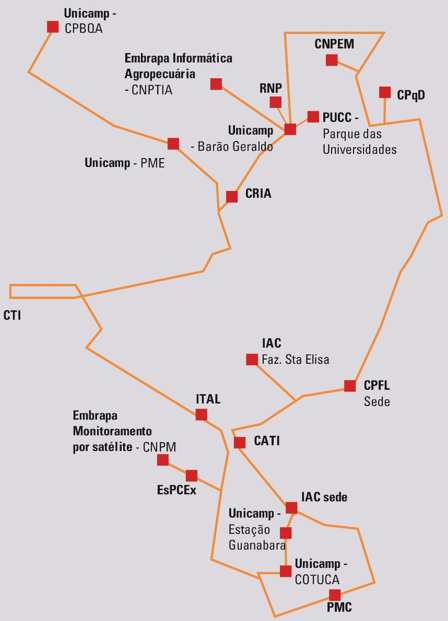 Unicamp -
CPBQA
Embrapa Informática
Agropecuária
- CNPTIA
CNPEM
RNP
CPqD
Unicamp
- Barão Geraldo
PUCC -
Parque das
Universidades
Unicamp - PME
CRIA
CTI
IAC
Faz. Sta Elisa
CPFL
Sede
ITAL
Embrapa
Monitoramento
por satélite - CNPM
CATI
EsPCEx
IAC sede
Unicamp -
Estação
Guanabara
Unicamp -
COTUCA
PMC